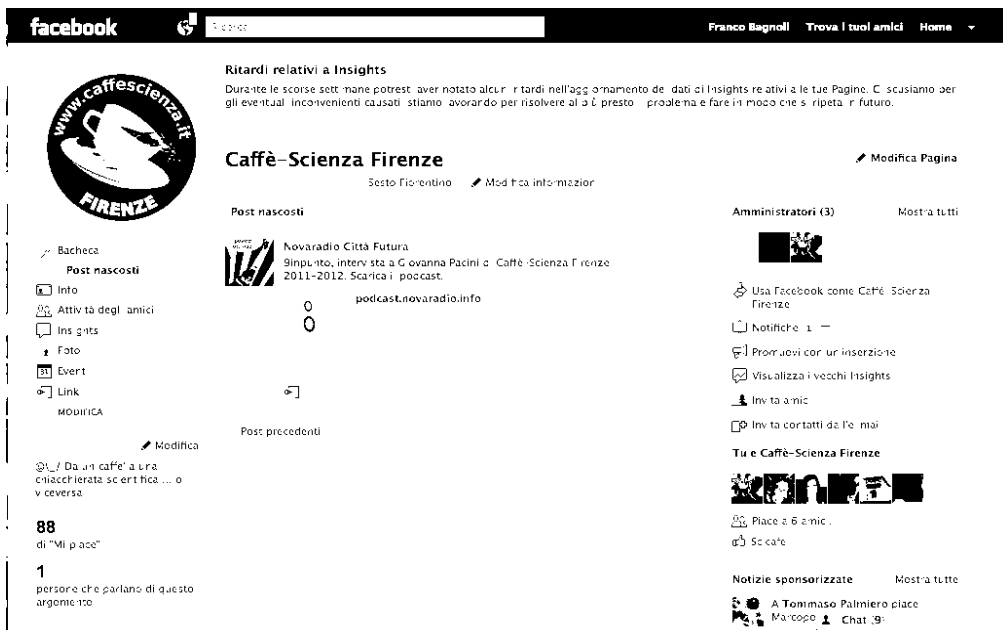 facebook
Franco Bagnoli Trova i tuoi amici Home
www.caffescienza.it
FIRENZE
Ritardi relativi a Insights
Durante le scorse settimane potresti aver notato alcuni ritardi nell'aggiornamento dei dati di Insights relativi alle tue Pagine. Ci scusiamo per
gli eventuali inconvenienti causati stiamo lavorando per risolvere al più presto il problema e fare in modo che si ripeta in futuro.
Caffè-Scienza Firenze
Modifica Pagina
Sesto Fiorentino Modifica informazioni
Post nascosti
Novaradio Città Futura
9inpunto, intervista a Giovanna Pacini di Caffè-Scienza Firenze
2011-2012. Scarica il podcast.
podcast.novaradio.info
0
0
Post precedenti
Bacheca
Post nascosti
Info
Attività degli amici
Insights
Foto
31 Eventi
Link
MODIFICA
Modifica
Da un caffe' a una
chiacchierata scientifica ... o
viceversa
88
di "Mi piace"
1
persone che parlano di questo
argomento
Amministratori (3) Mostra tutti
Usa Facebook come Caffè-Scienza
Firenze
Notifiche 1
Promuovi con un'inserzione
Visualizza i vecchi Insights
Invita amici
Invita contatti dall'e-mail
Tu e Caffè-Scienza Firenze
Piace a 6 amici.
Notizie sponsorizzate Mostra tutte
A Tommaso Palmiero piace
Chat (9)